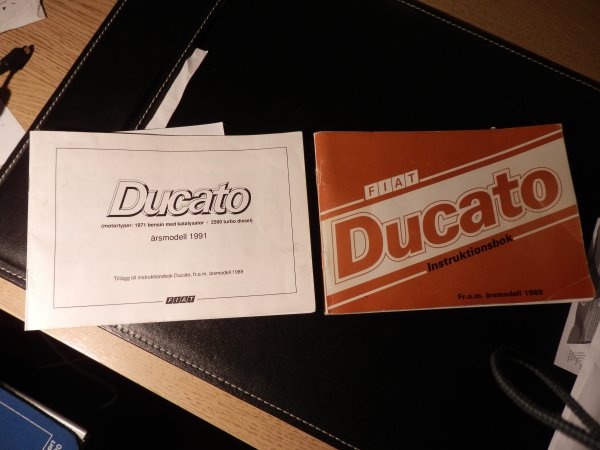 Ducato
(motortyper: 1971 bensin med katalysator - 2500 turbo diesel)
årsmodell 1991
Tillägg till instruktionsbok Ducato, fr o.m. årsmodell 1989
FIAT
FIAT
Ducato
Instruktionsbok
Fr.o.m. årsmodell 1989